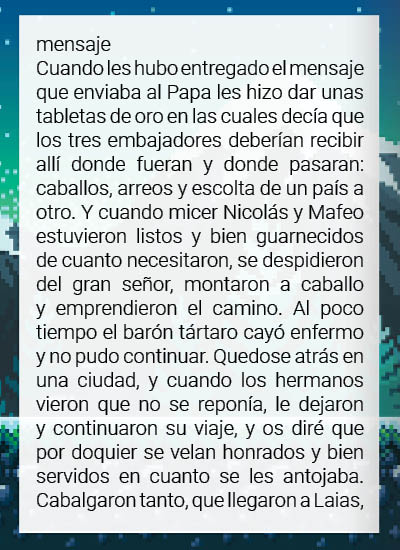 mensaje
Cuando les hubo entregado el mensaje
que enviaba al Papa les hizo dar unas
tabletas de oro en las cuales decía que
los tres embajadores deberían recibir
allí donde fueran y donde pasaran:
caballos, arreos y escolta de un país a
otro. Y cuando micer Nicolás y Mafeo
estuvieron listos y bien guarnecidos
de cuanto necesitaron, se despidieron
del gran señor, montaron a caballo
y emprendieron el camino. Al poco
tiempo el barón tártaro cayó enfermo
y no pudo continuar. Quedose atrás en
una ciudad, y cuando los hermanos
vieron que no se reponía, le dejaron
y continuaron su viaje, y os diré que
por doquier se velan honrados y bien
servidos en cuanto se les antojaba.
Cabalgaron tanto, que llegaron a Laias,